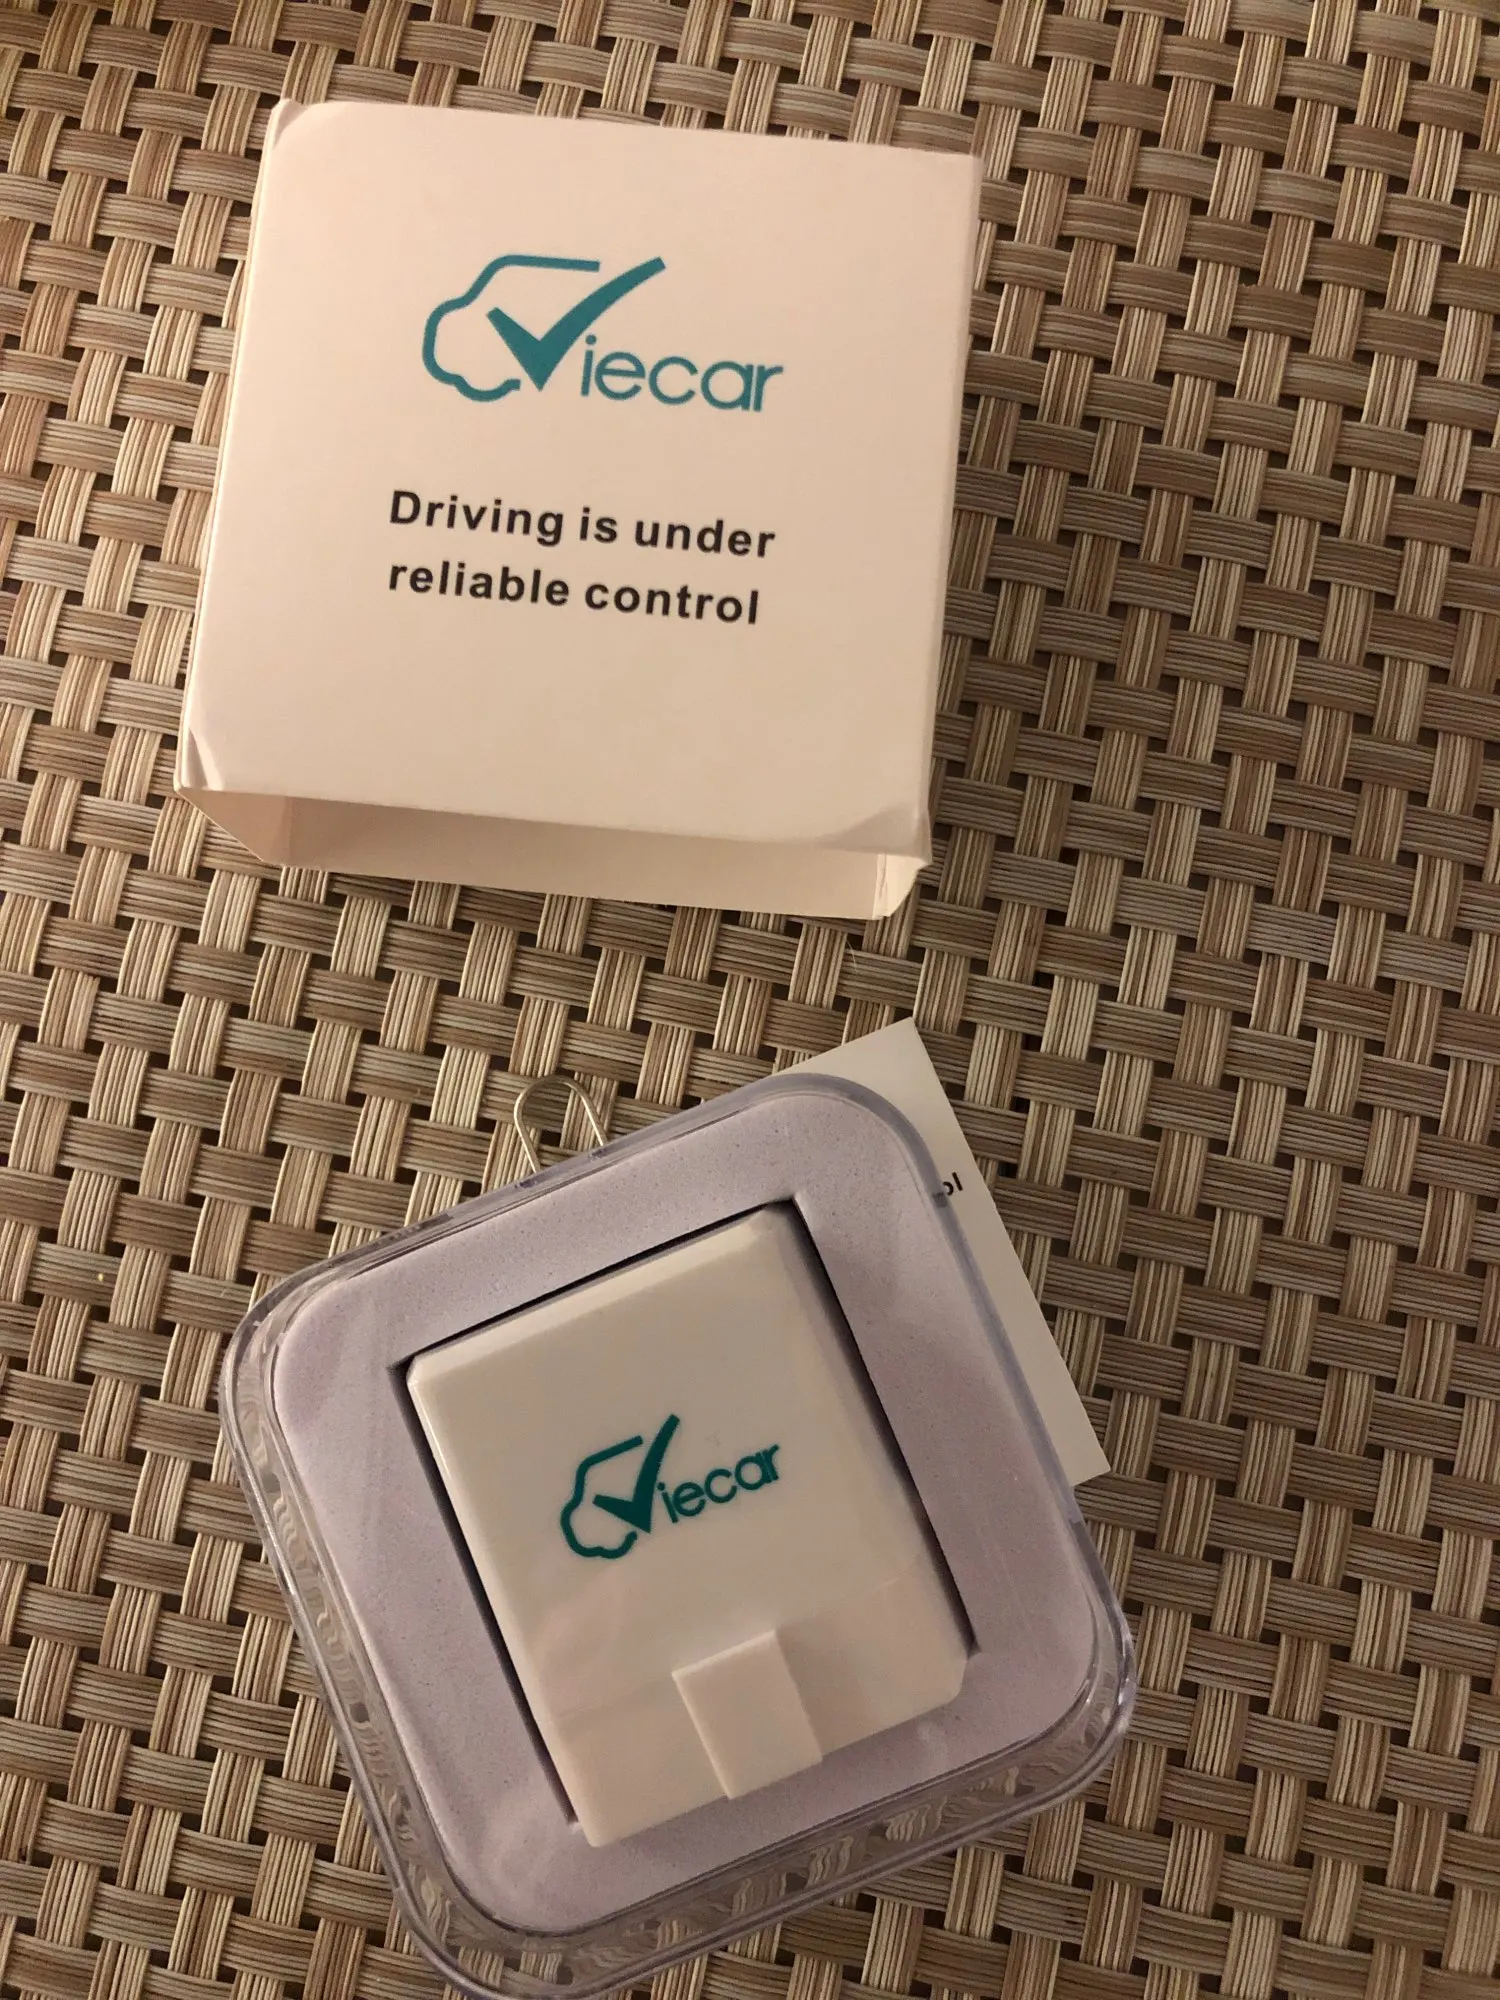 Viecar
Driving is under
reliable control
Viecar